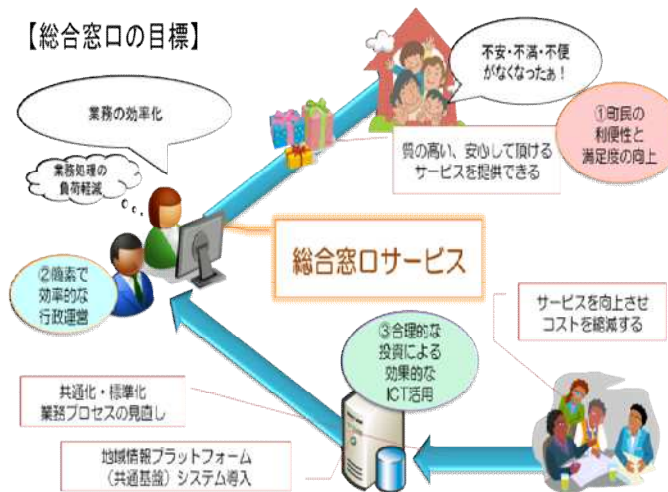 【総合窓口の目標】
不安・不満・不便
がなくなったぁ！
業務の効率化
①町民の
利便性と
満足度の向上
質の高い、安心して頂ける
サービスを提供できる
業務処理の
負荷軽減
総合窓口サービス
②簡素で
効率的な
行政運営
サービスを向上させ
コストを縮減する
③合理的な
投資による
効果的な
ICT活用
共通化・標準化
業務プロセスの見直し
地域情報プラットフォーム
（共通基盤）システム導入